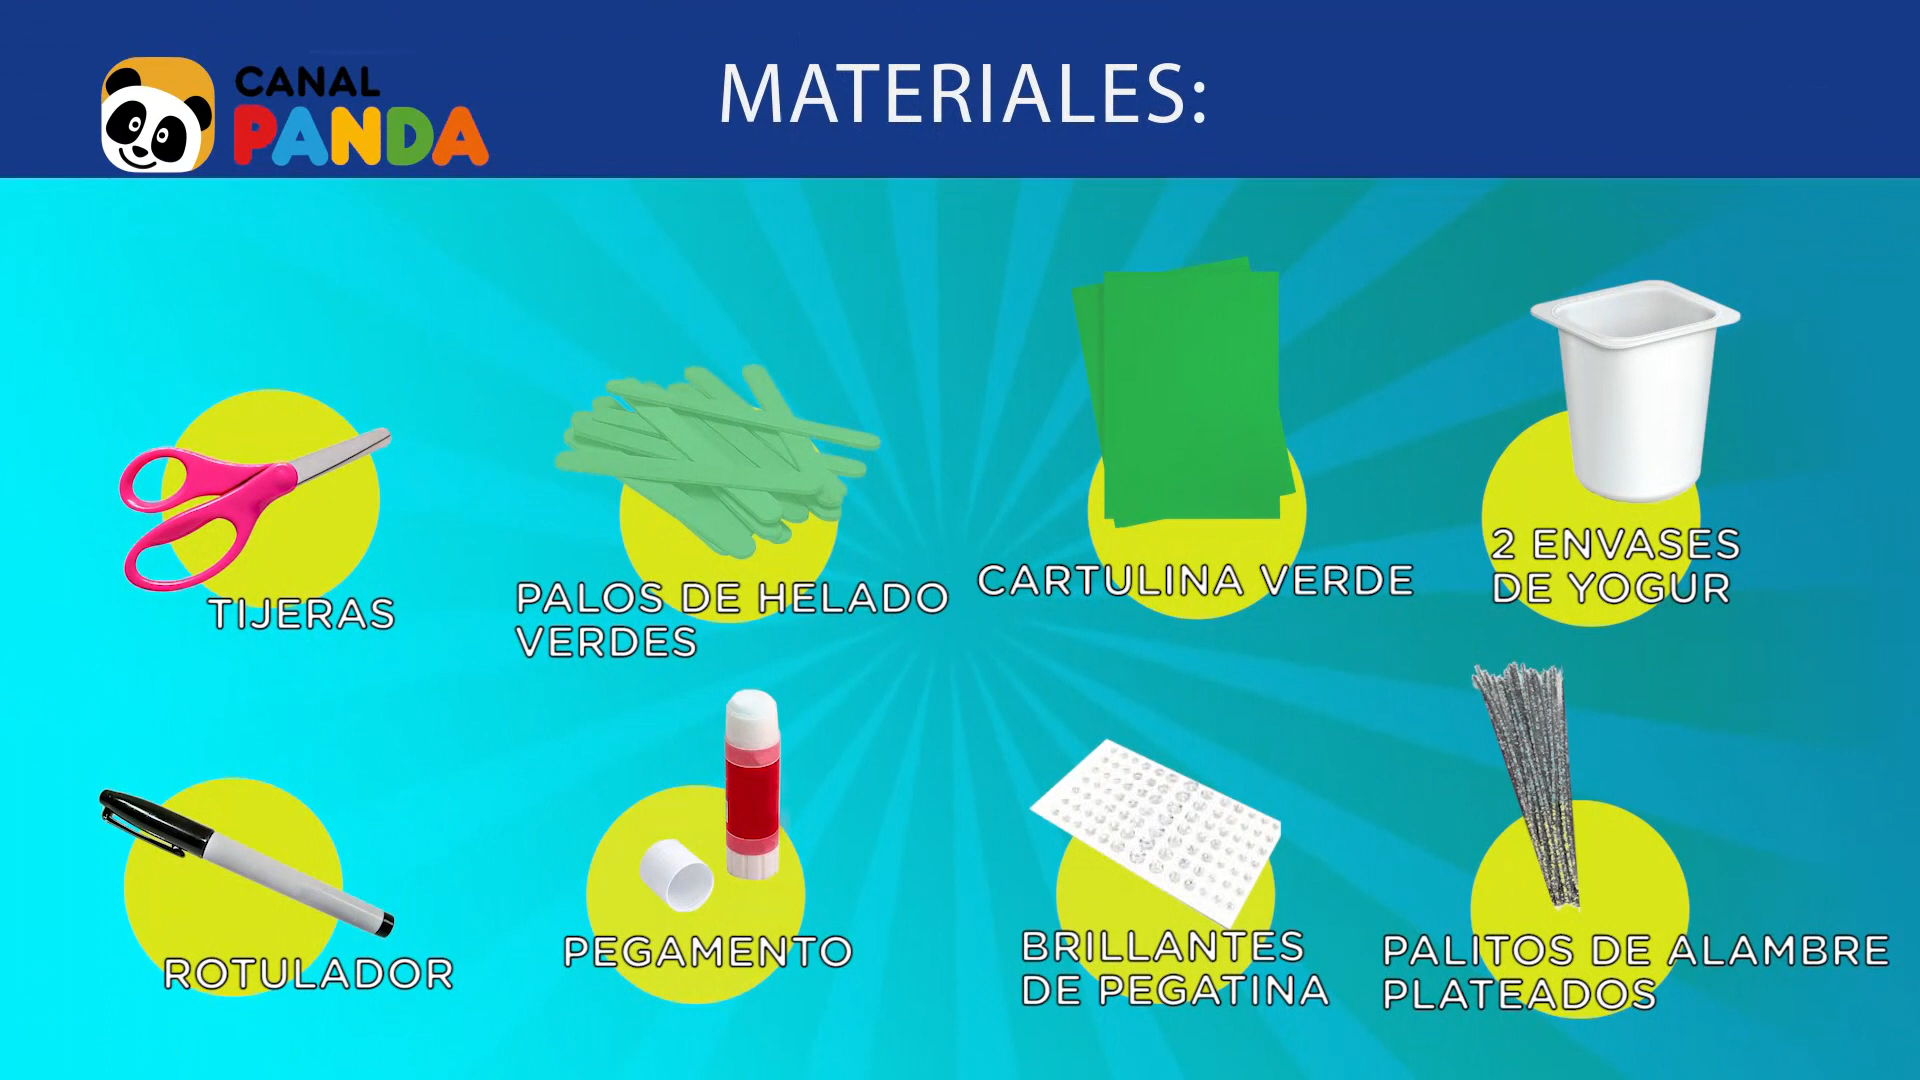 CANAL
PANDA
MATERIALES:
TIJERAS
PALOS DE HELADO
VERDES
CARTULINA VERDE
2 ENVASES
DE YOGUR
ROTULADOR
PEGAMENTO
BRILLANTES
DE PEGATINA
PALITOS DE ALAMBRE
PLATEADOS